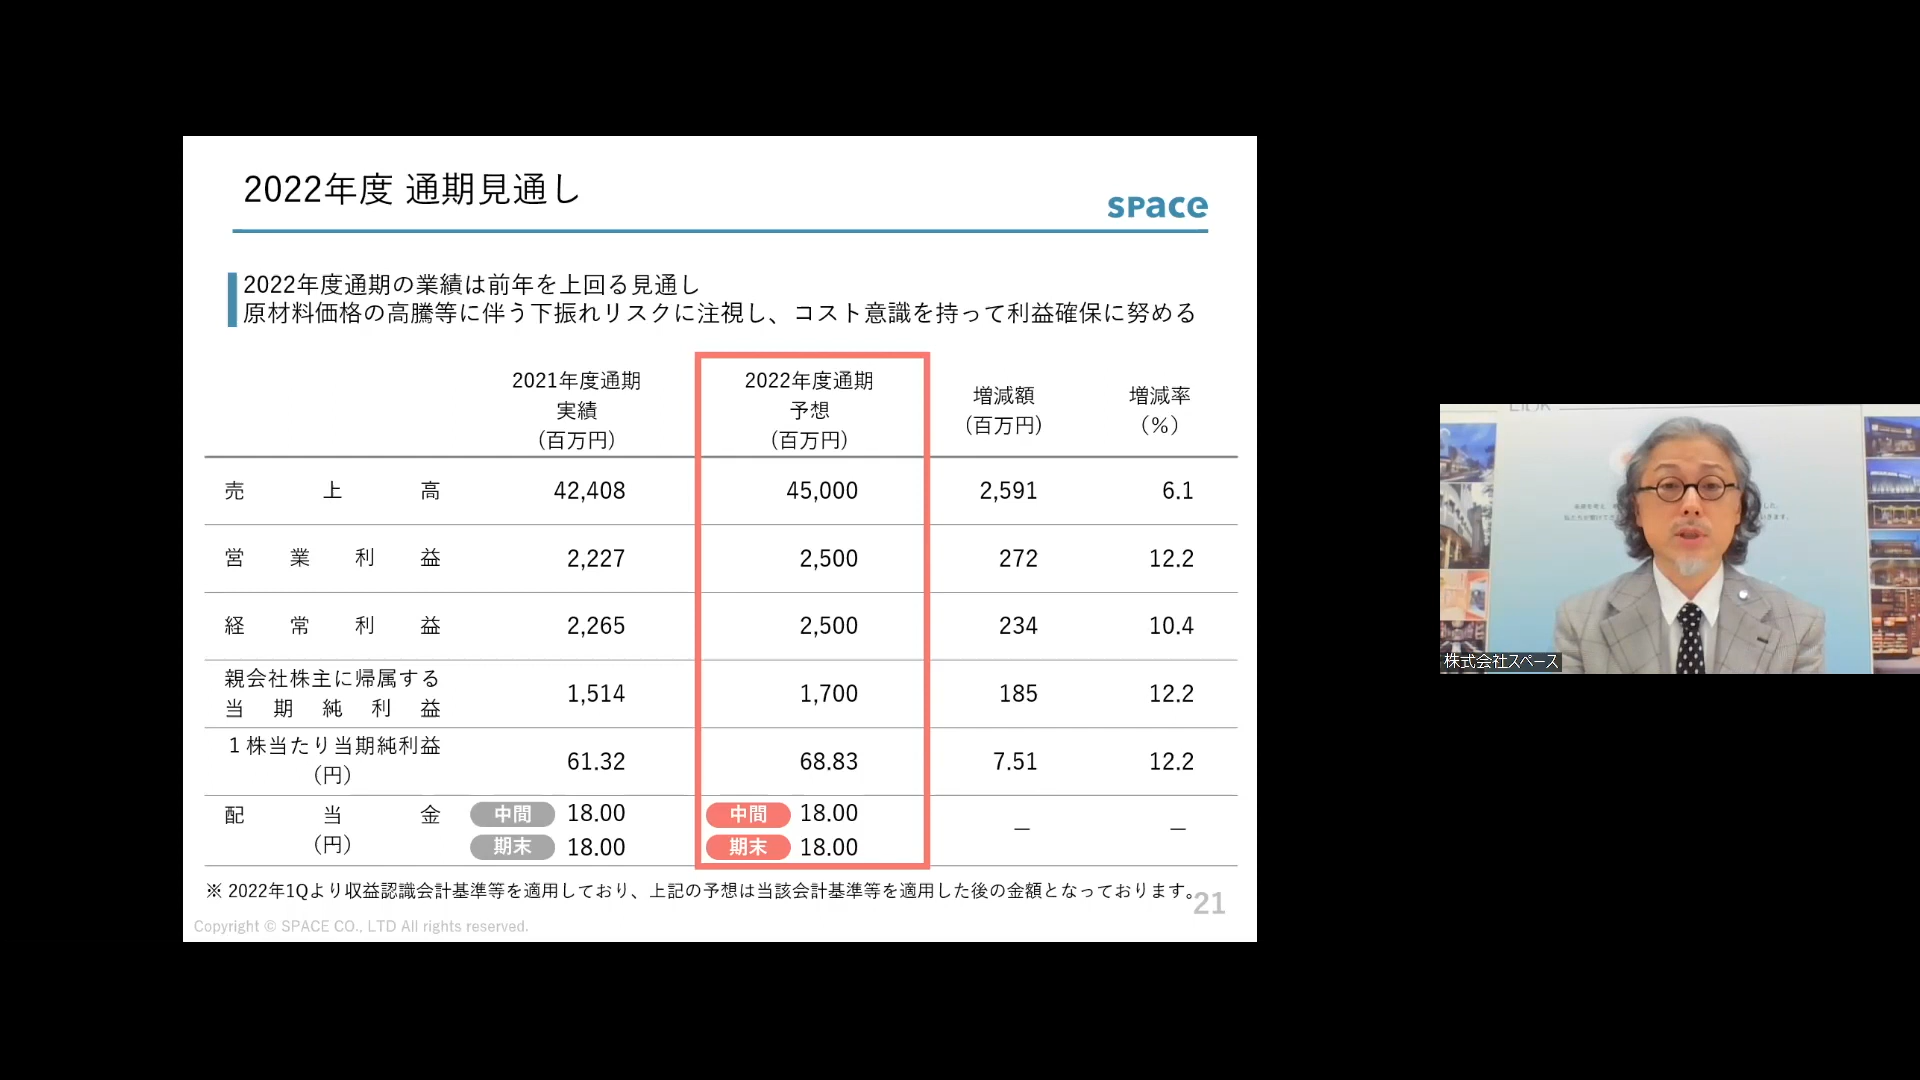 2022年度 通期見通し
space
2022年度通期の業績は前年を上回る見通し
原材料価格の高騰等に伴う下振れリスクに注視し、コスト意識を持って利益確保に努める
2021年度通期
実績
(百万円)
2022年度通期
予想
(百万円)
増減額
(百万円)
増減率
(%)
売上高 42,408 45,000 2,591 6.1
営業利益 2,227 2,500 272 12.2
経常利益 2,265 2,500 234 10.4
親会社株主に帰属する
当期純利益 1,514 1,700 185 12.2
1株当たり当期純利益
(円) 61.32 68.83 7.51 12.2
配当金
(円)
中間 18.00 中間 18.00 — —
期末 18.00 期末 18.00
※ 2022年1Qより収益認識会計基準等を適用しており、上記の予想は当該会計基準等を適用した後の金額となっております。
21
Copyright © SPACE CO., LTD All rights reserved.
株式会社スペース